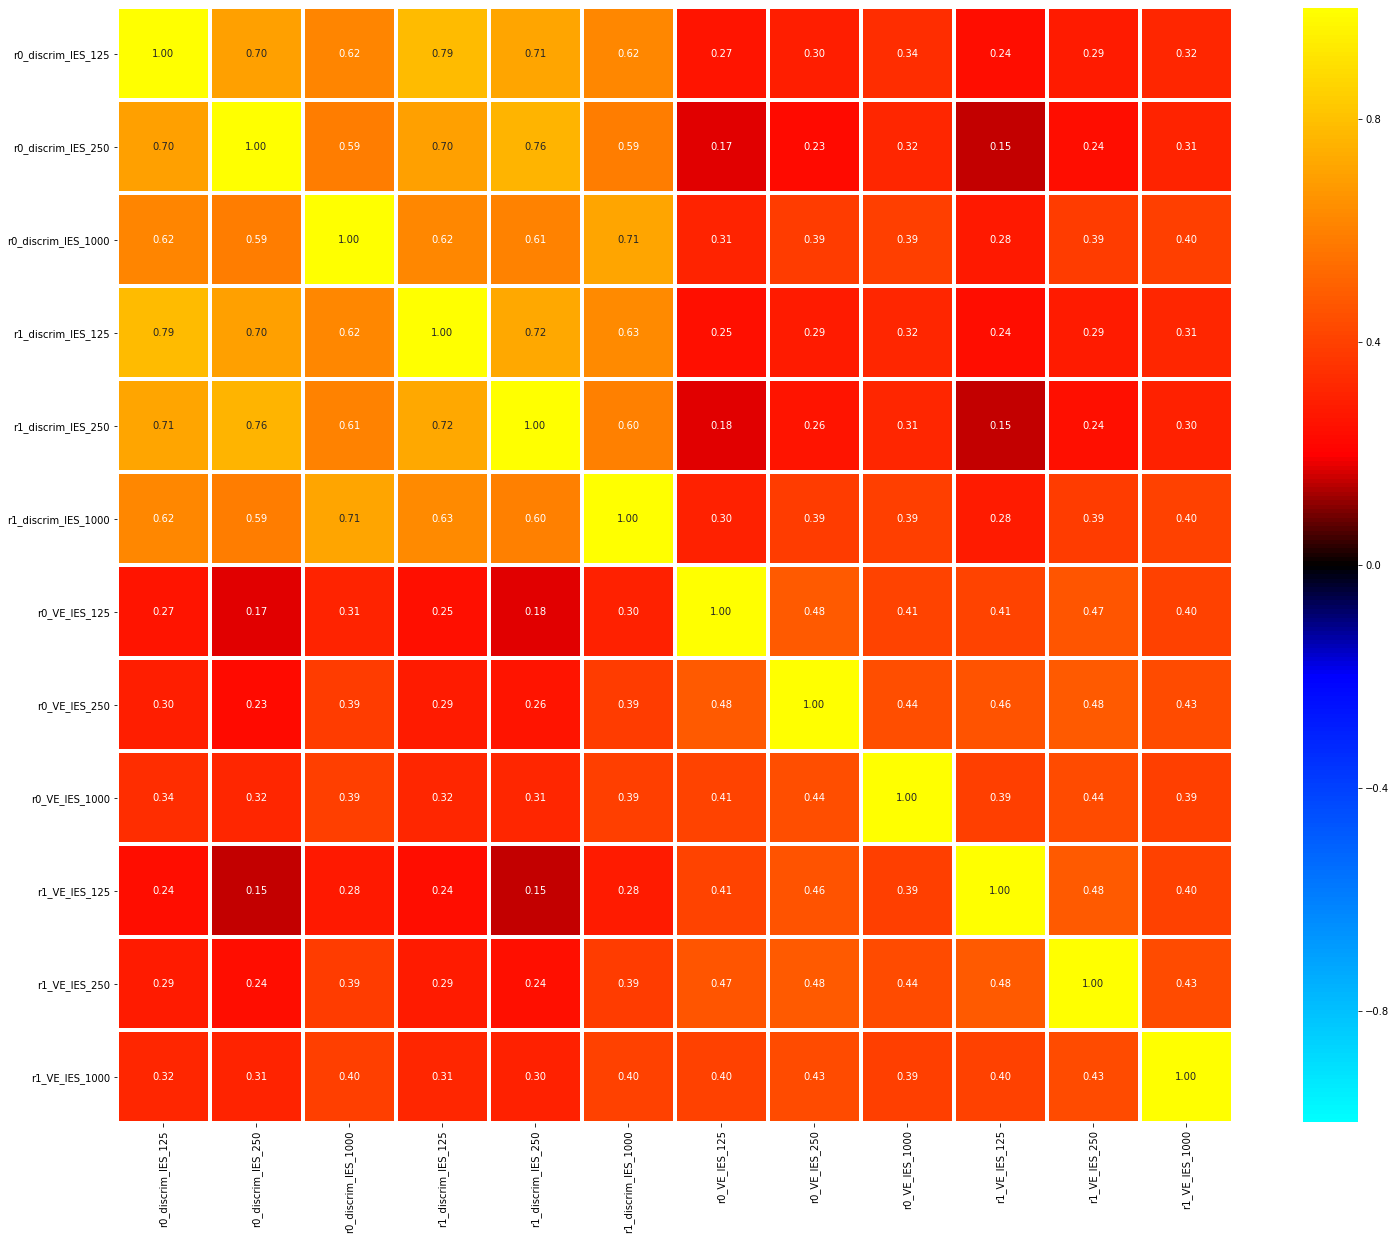 r0_discrim_IES_125 1.00 0.70 0.62 0.79 0.71 0.62 0.27 0.30 0.34 0.24 0.29 0.32
r0_discrim_IES_250 0.70 1.00 0.59 0.70 0.76 0.59 0.17 0.23 0.32 0.15 0.24 0.31
r0_discrim_IES_1000 0.62 0.59 1.00 0.62 0.61 0.71 0.31 0.39 0.39 0.28 0.39 0.40
r1_discrim_IES_125 0.79 0.70 0.62 1.00 0.72 0.63 0.25 0.29 0.32 0.24 0.29 0.31
r1_discrim_IES_250 0.71 0.76 0.61 0.72 1.00 0.60 0.18 0.26 0.31 0.15 0.24 0.30
r1_discrim_IES_1000 0.62 0.59 0.71 0.63 0.60 1.00 0.30 0.39 0.39 0.28 0.39 0.40
r0_VE_IES_125 0.27 0.17 0.31 0.25 0.18 0.30 1.00 0.48 0.41 0.41 0.47 0.40
r0_VE_IES_250 0.30 0.23 0.39 0.29 0.26 0.39 0.48 1.00 0.44 0.46 0.48 0.43
r0_VE_IES_1000 0.34 0.32 0.39 0.32 0.31 0.39 0.41 0.44 1.00 0.39 0.44 0.39
r1_VE_IES_125 0.24 0.15 0.28 0.24 0.15 0.28 0.41 0.46 0.39 1.00 0.48 0.40
r1_VE_IES_250 0.29 0.24 0.39 0.29 0.24 0.39 0.47 0.48 0.44 0.48 1.00 0.43
r1_VE_IES_1000 0.32 0.31 0.40 0.31 0.30 0.40 0.40 0.43 0.39 0.40 0.43 1.00
r0_discrim_IES_125
r0_discrim_IES_250
r0_discrim_IES_1000
r1_discrim_IES_125
r1_discrim_IES_250
r1_discrim_IES_1000
r0_VE_IES_125
r0_VE_IES_250
r0_VE_IES_1000
r1_VE_IES_125
r1_VE_IES_250
r1_VE_IES_1000
0.8
0.4
0.0
−0.4
−0.8